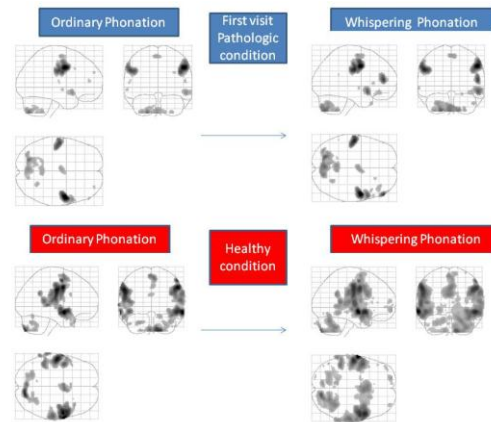 Ordinary Phonation
First visit
Pathologic
condition
Whispering Phonation
Ordinary Phonation
Healthy
condition
Whispering Phonation